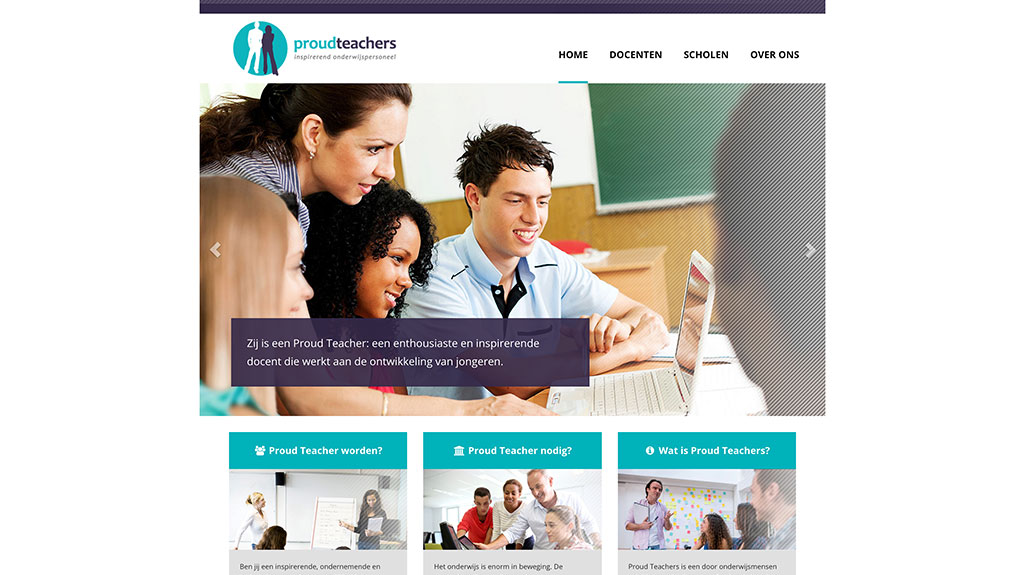 proudteachers
inspirerend onderwijspersoneel
HOME DOCENTEN SCHOLEN OVER ONS
Zij is een Proud Teacher: een enthousiaste en inspirerende
docent die werkt aan de ontwikkeling van jongeren.
Proud Teacher worden?
Proud Teacher nodig?
Wat is Proud Teachers?
Ben jij een inspirerende, ondernemende en
Het onderwijs is enorm in beweging. De
Proud Teachers is een door onderwijsmensen